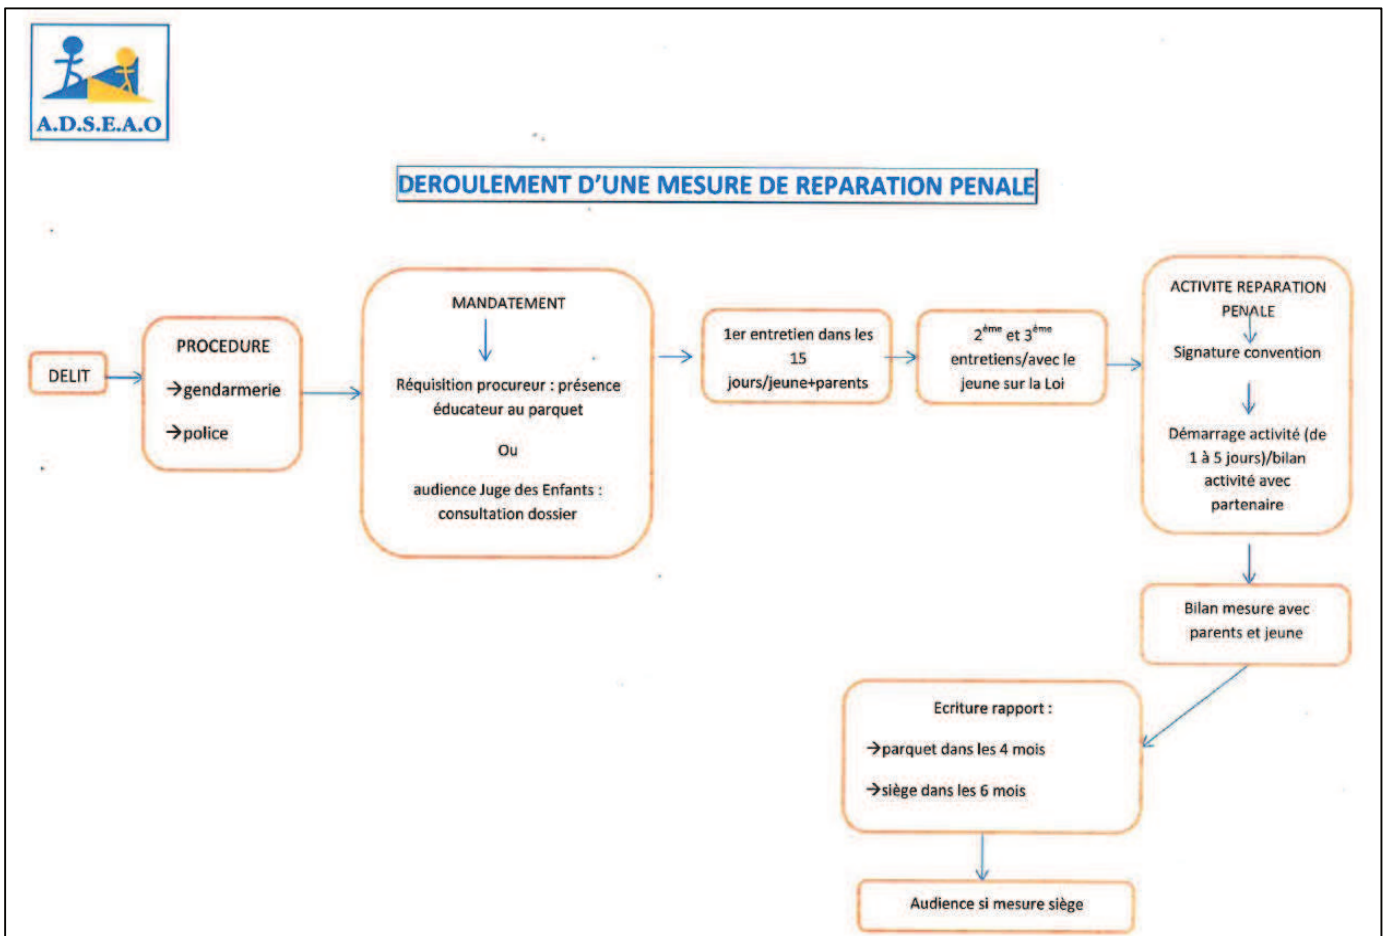 A.D.S.E.A.O
DEROULEMENT D'UNE MESURE DE REPARATION PENALE
DELIT
PROCEDURE
→gendarmerie
→police
MANDATEMENT
Réquisition procureur : présence
éducateur au parquet
Ou
audience Juge des Enfants :
consultation dossier
1er entretien dans les
15
jours/jeune+parents
2ème et 3ème
entretiens/avec le
jeune sur la Loi
ACTIVITE REPARATION
PENALE
Signature convention
Démarrage activité (de
1 à 5 jours)/bilan
activité avec
partenaire
Bilan mesure avec
parents et jeune
Ecriture rapport :
→parquet dans les 4 mois
→siège dans les 6 mois
Audience si mesure siège